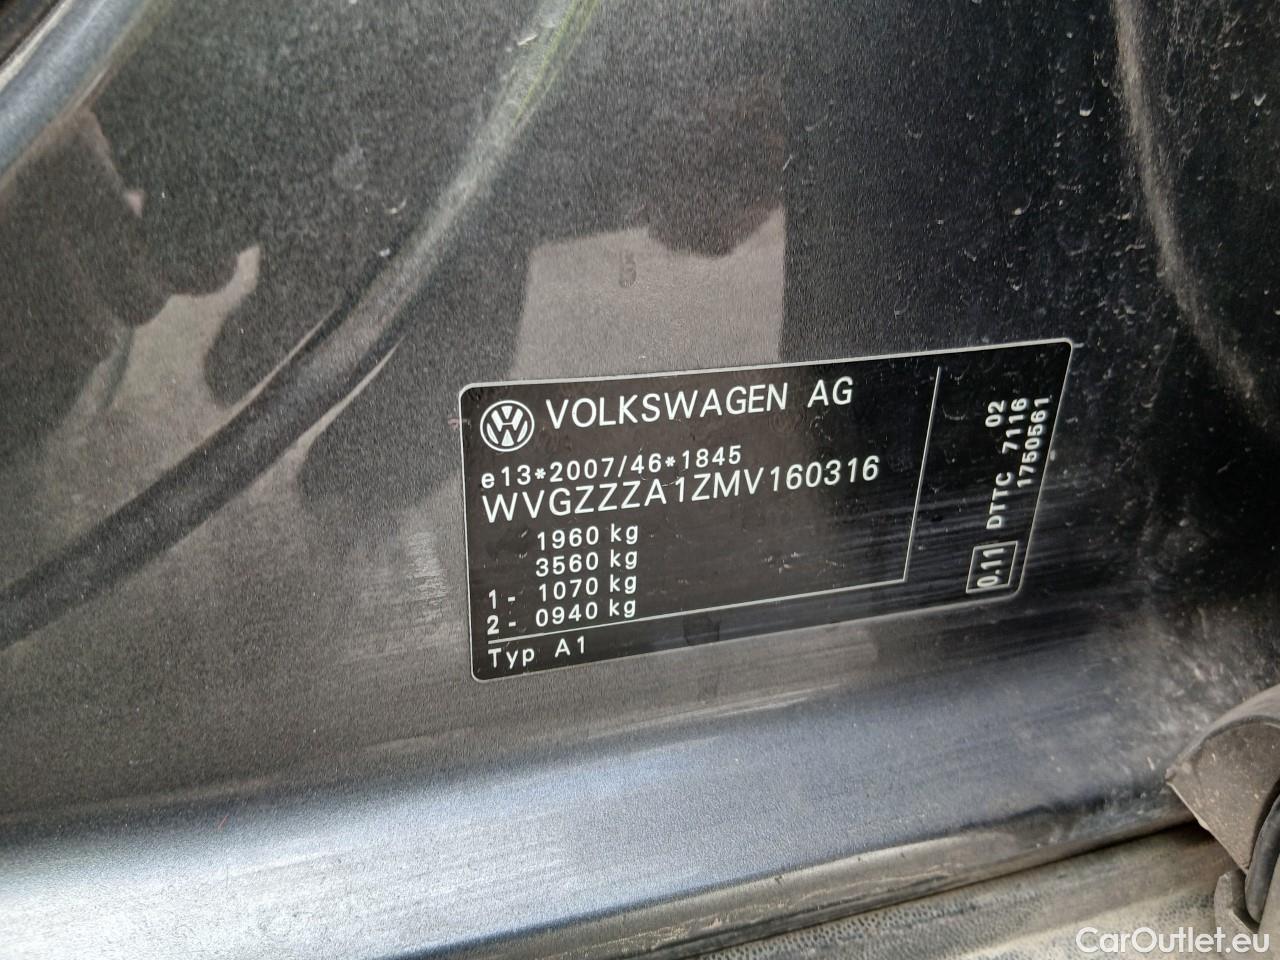 VOLKSWAGEN AG
e13*2007/46*1845
WVGZZZA1ZMV160316
1960 kg
3560 kg
1- 1070 kg
2- 0940 kg
Typ A1
02
DTTC 7116
1750561
0.11
CarOutlet.eu